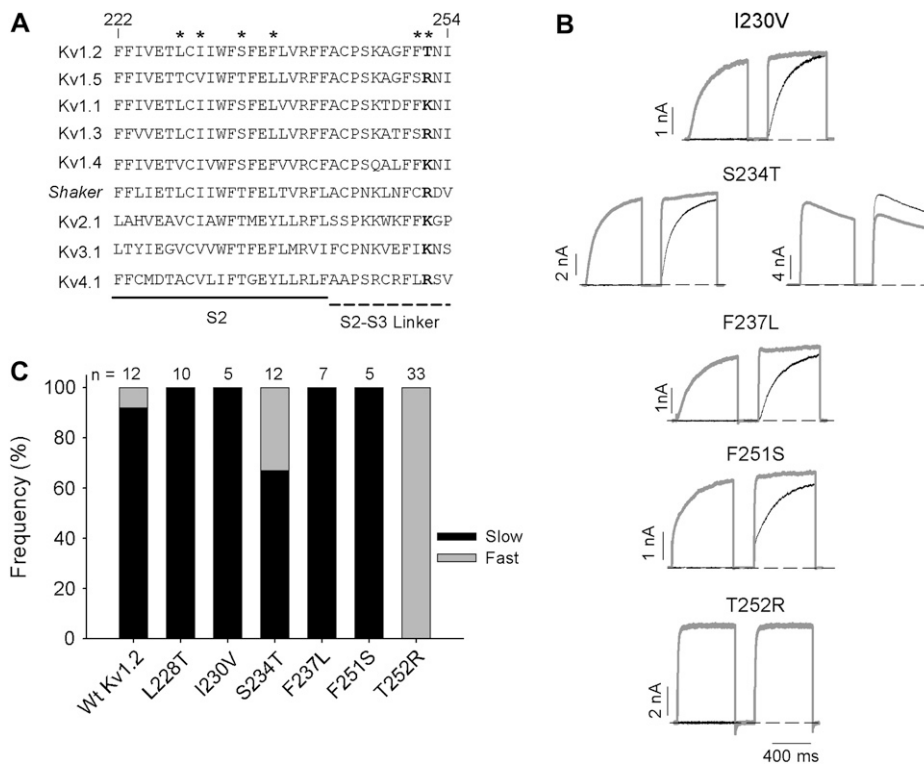 A
222 254
* * * * **
Kv1.2 FFIVETLCIIWFSFEFLVRFFACPSKAGFFTNI
Kv1.5 FFIVETTCVIWFTFELLVRFFACPSKAGFSRNI
Kv1.1 FFIVETLCIIWFSFELVVRFFACPSKTDFFKNI
Kv1.3 FFVVETLCIIWFSFELLVRFFACPSKATFSRNI
Kv1.4 FFIVETVCIIWFSFEFVVRCFACPSQALFFKNI
Shaker FFLIETLCIIWFTFELTVRFLACPNKLNFCRDV
Kv2.1 LAHVEAVCIAWFTMEYLLRFLSSPKKWKFFKGP
Kv3.1 LTYIEGVCVVWFTFEFLMRVIFCPNKVEFIKNS
Kv4.1 FFCMDTACVLIFTGEYLLRLFAAPSRCRFLRSV
S2 S2-S3 Linker
B
I230V
1 nA
S234T
2 nA
4 nA
F237L
1nA
F251S
1 nA
T252R
2 nA
400 ms
C
n = 12 10 5 12 7 5 33
Frequency (%)
100
80
60
40
20
0
Slow
Fast
Wt Kv1.2
L228T
I230V
S234T
F237L
F251S
T252R